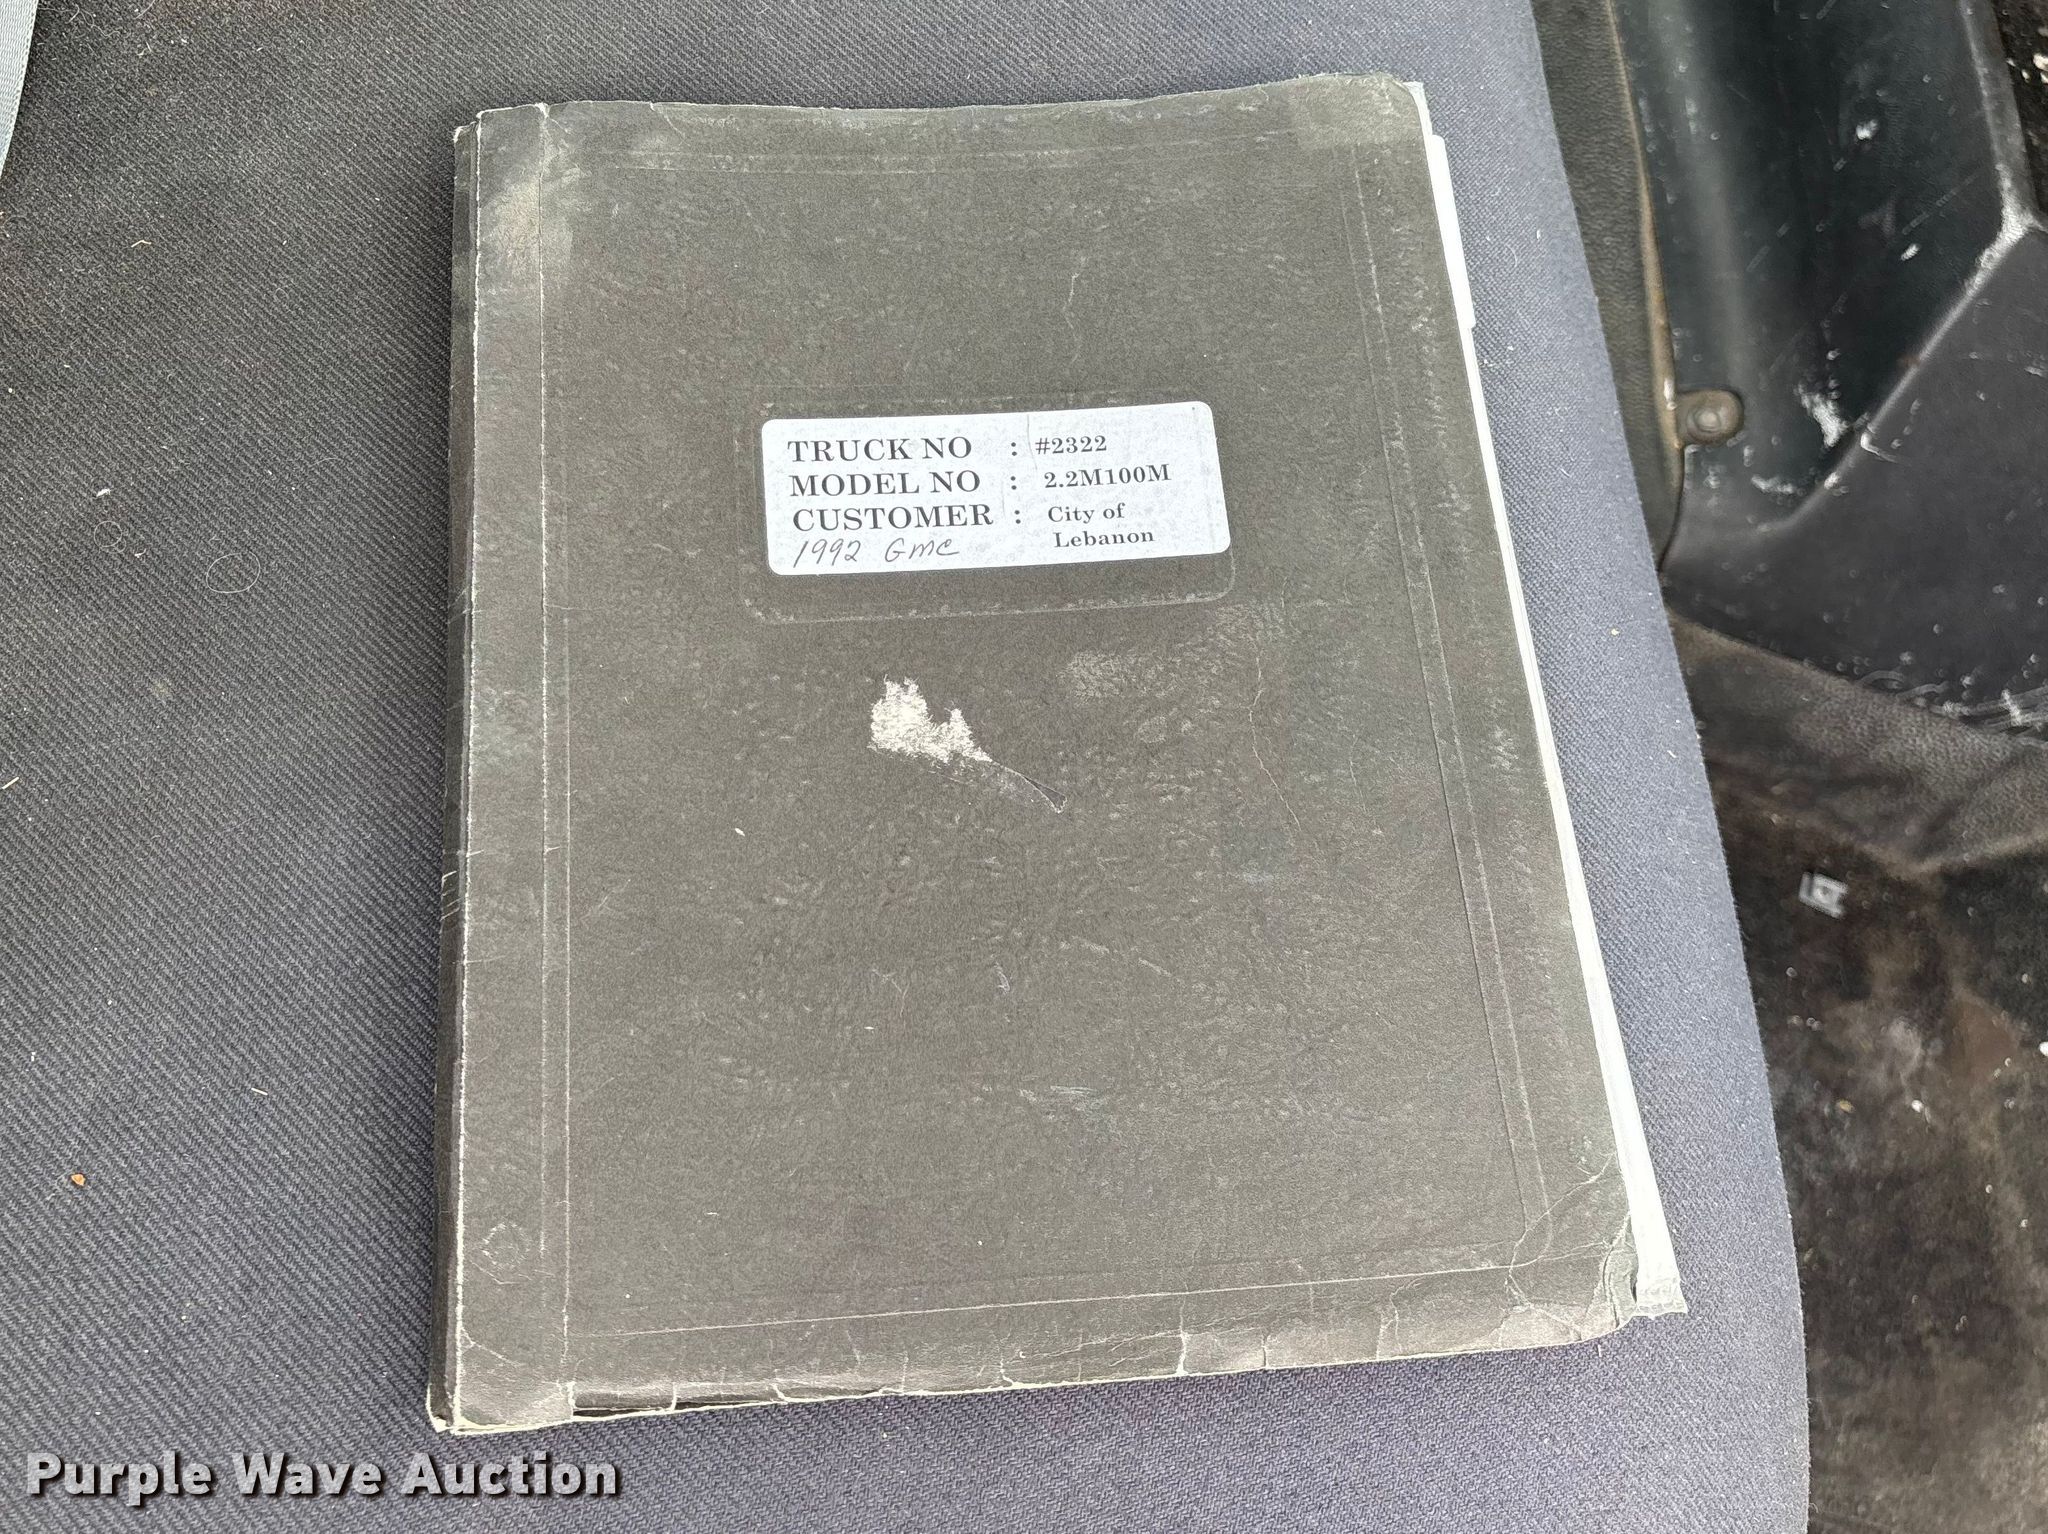 TRUCK NO : #2322
MODEL NO : 2.2M100M
CUSTOMER : City of
Lebanon
1992 GMC
Purple Wave Auction